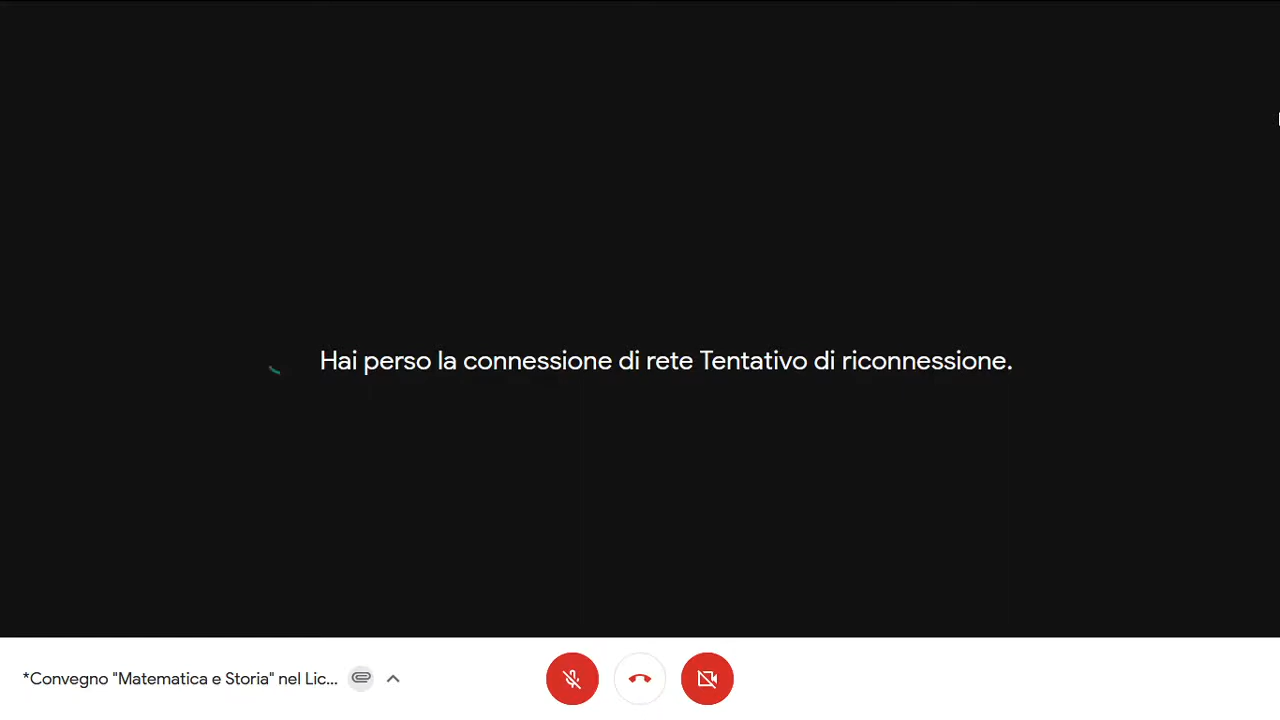 Hai perso la connessione di rete Tentativo di riconnessione.
*Convegno "Matematica e Storia" nel Lic...